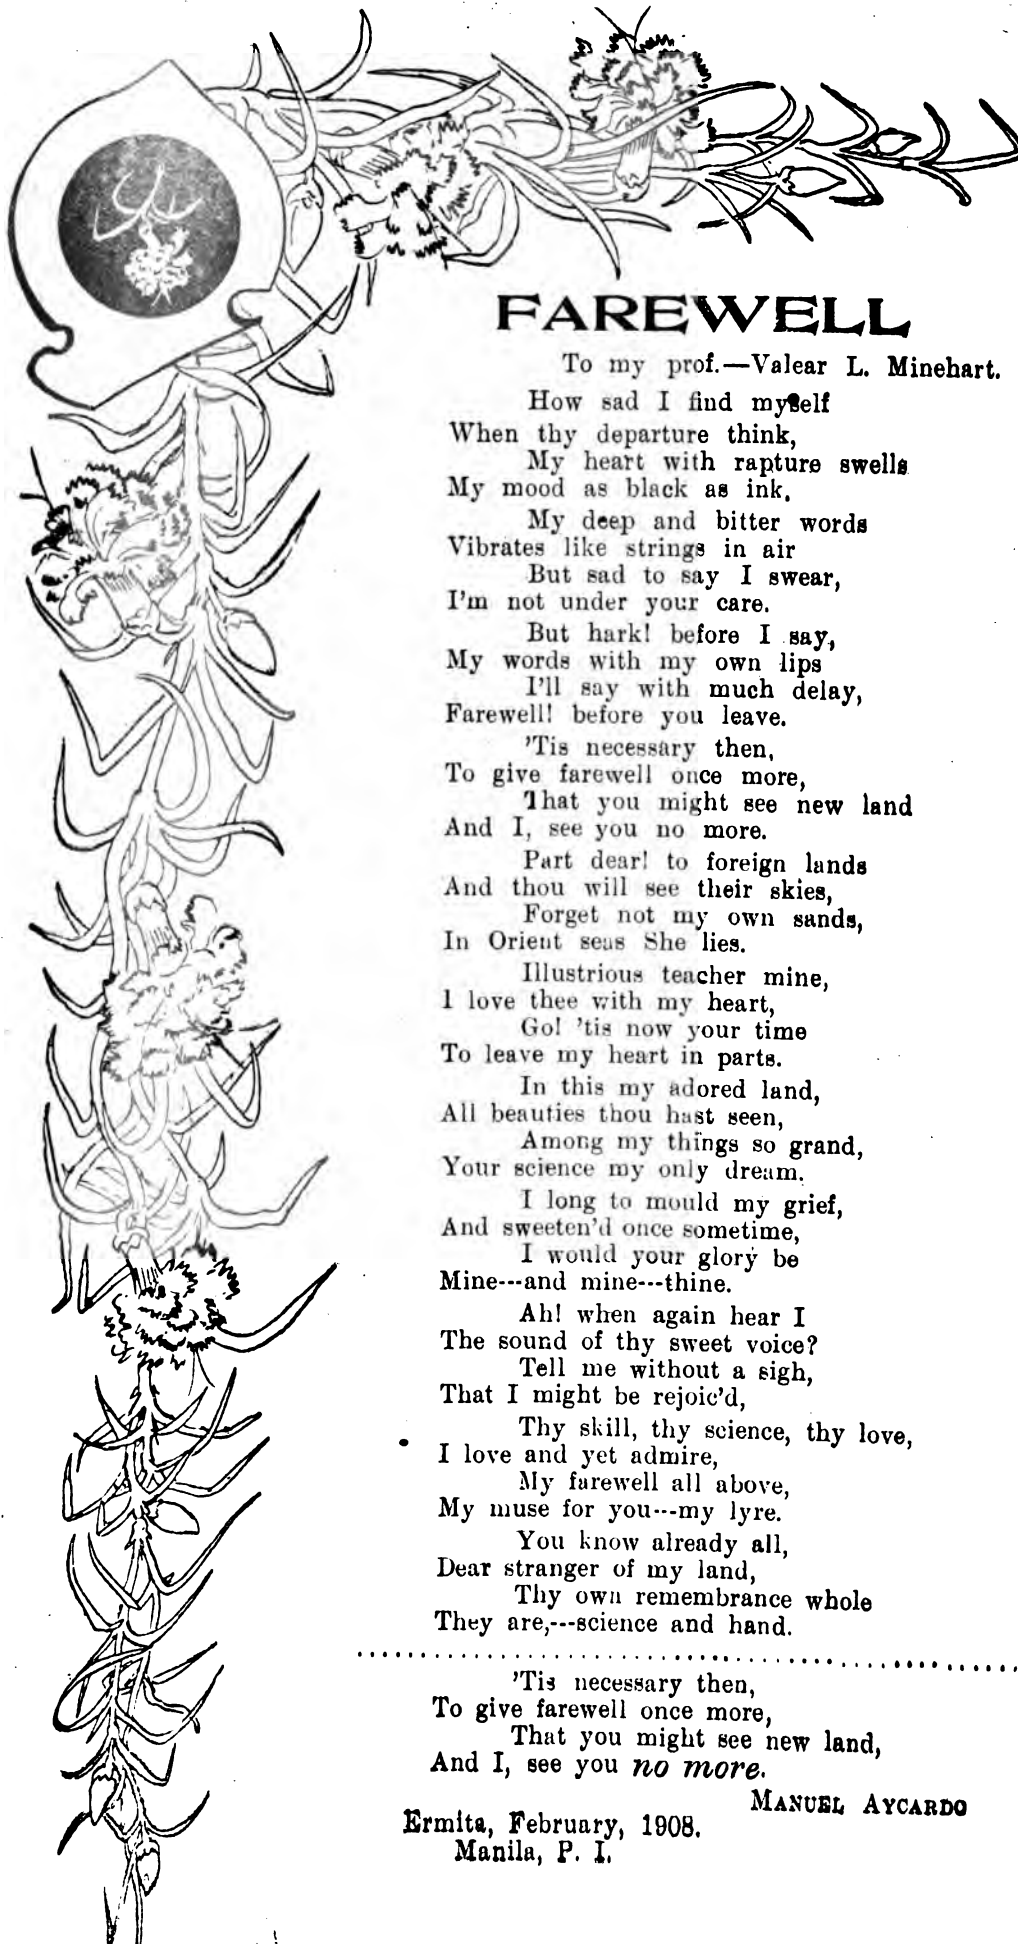 FAREWELL
To my prof.—Valear L. Minehart.
How sad I find myself
When thy departure think,
My heart with rapture swells
My mood as black as ink.
My deep and bitter words
Vibrates like strings in air
But sad to say I swear,
I'm not under your care.
But hark! before I say,
My words with my own lips
I'll say with much delay,
Farewell! before you leave.
'Tis necessary then,
To give farewell once more,
That you might see new land
And I, see you no more.
Part dear! to foreign lands
And thou will see their skies,
Forget not my own sands,
In Orient seas She lies.
Illustrious teacher mine,
I love thee with my heart,
Go! 'tis now your time
To leave my heart in parts.
In this my adored land,
All beauties thou hast seen,
Among my things so grand,
Your science my only dream.
I long to mould my grief,
And sweeten'd once sometime,
I would your glory be
Mine---and mine---thine.
Ah! when again hear I
The sound of thy sweet voice?
Tell me without a sigh,
That I might be rejoic'd,
Thy skill, thy science, thy love,
I love and yet admire,
My farewell all above,
My muse for you---my lyre.
You know already all,
Dear stranger of my land,
Thy own remembrance whole
They are,---science and hand.
'Tis necessary then,
To give farewell once more,
That you might see new land,
And I, see you no more.
MANUEL AYCARDO
Ermita, February, 1908.
Manila, P. I.